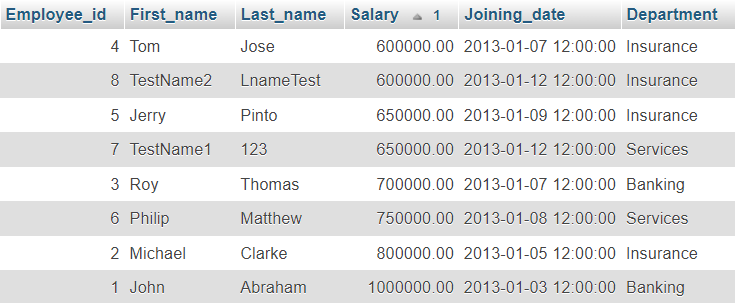 Employee_id First_name Last_name Salary 1 Joining_date Department
4 Tom Jose 600000.00 2013-01-07 12:00:00 Insurance
8 TestName2 LnameTest 600000.00 2013-01-12 12:00:00 Insurance
5 Jerry Pinto 650000.00 2013-01-09 12:00:00 Insurance
7 TestName1 123 650000.00 2013-01-12 12:00:00 Services
3 Roy Thomas 700000.00 2013-01-07 12:00:00 Banking
6 Philip Matthew 750000.00 2013-01-08 12:00:00 Services
2 Michael Clarke 800000.00 2013-01-05 12:00:00 Insurance
1 John Abraham 1000000.00 2013-01-03 12:00:00 Banking